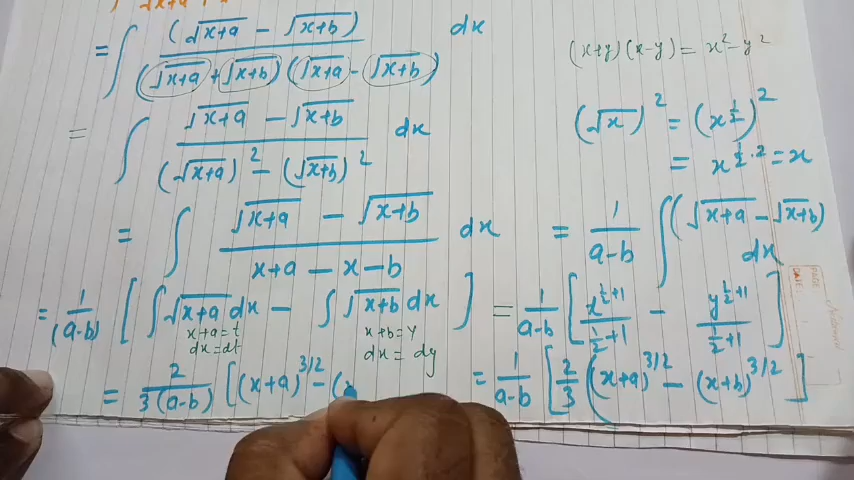 √x+a
= ∫ (√x+a - √x+b) / (√x+a + √x+b) (√x+a - √x+b) dx
(x+y) (x-y) = x² - y²
= ∫ √x+a - √x+b / (√x+a)² - (√x+b)² dx
(√x)² = (x^½)²
= x^½·2 = x
= ∫ √x+a - √x+b / x+a - x-b dx
= 1/a-b ∫ (√x+a - √x+b) dx
= 1/(a-b) [ ∫ √x+a dx - ∫ √x+b dx ]
x+a = t
dx = dt
x+b = y
dx = dy
= 1/a-b [ x^½+1 / ½+1 - y^½+1 / ½+1 ]
= 1/a-b [ 2/3 ( (x+a)^3/2 - (x+b)^3/2 ]
= 2/3(a-b) [ (x+a)^3/2 - (
PAGE:
DATE: